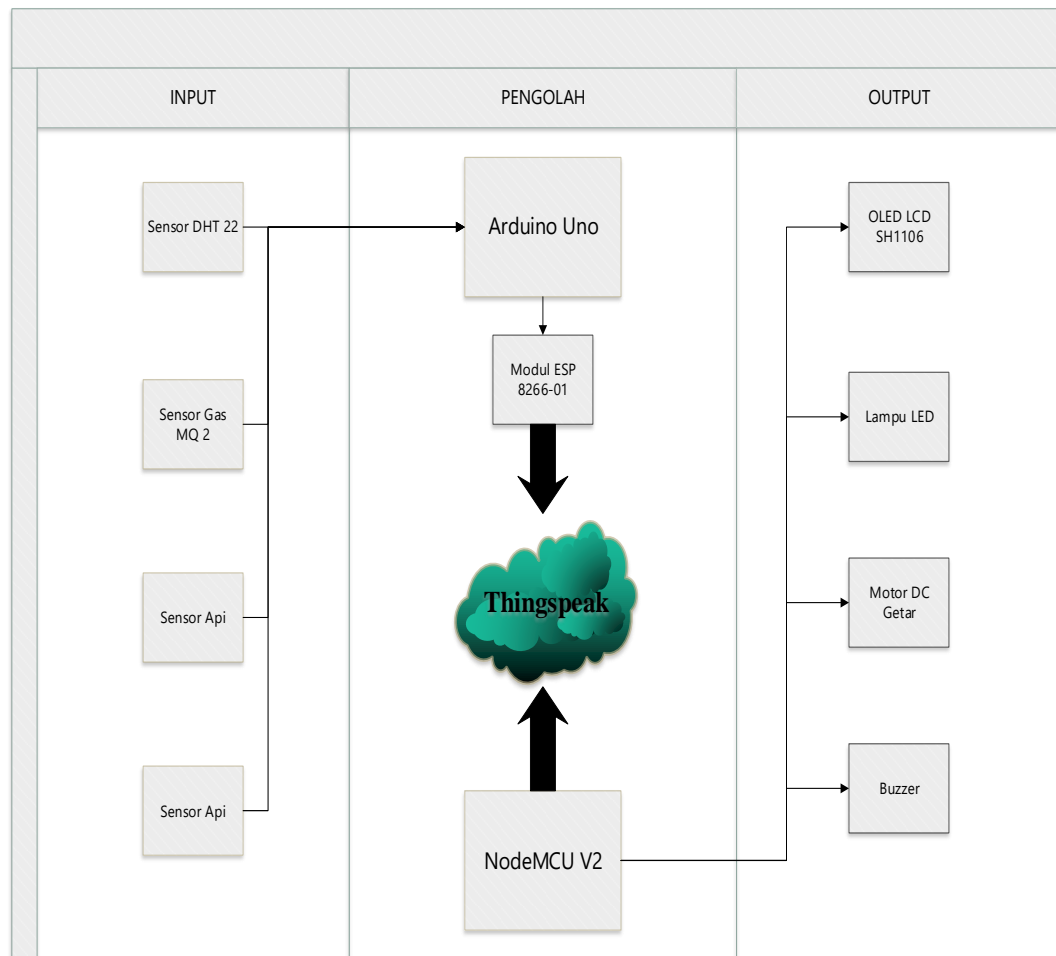 INPUT
PENGOLAH
OUTPUT
Sensor DHT 22
Sensor Gas
MQ 2
Sensor Api
Sensor Api
Arduino Uno
Modul ESP
8266-01
Thingspeak
NodeMCU V2
OLED LCD
SH1106
Lampu LED
Motor DC
Getar
Buzzer